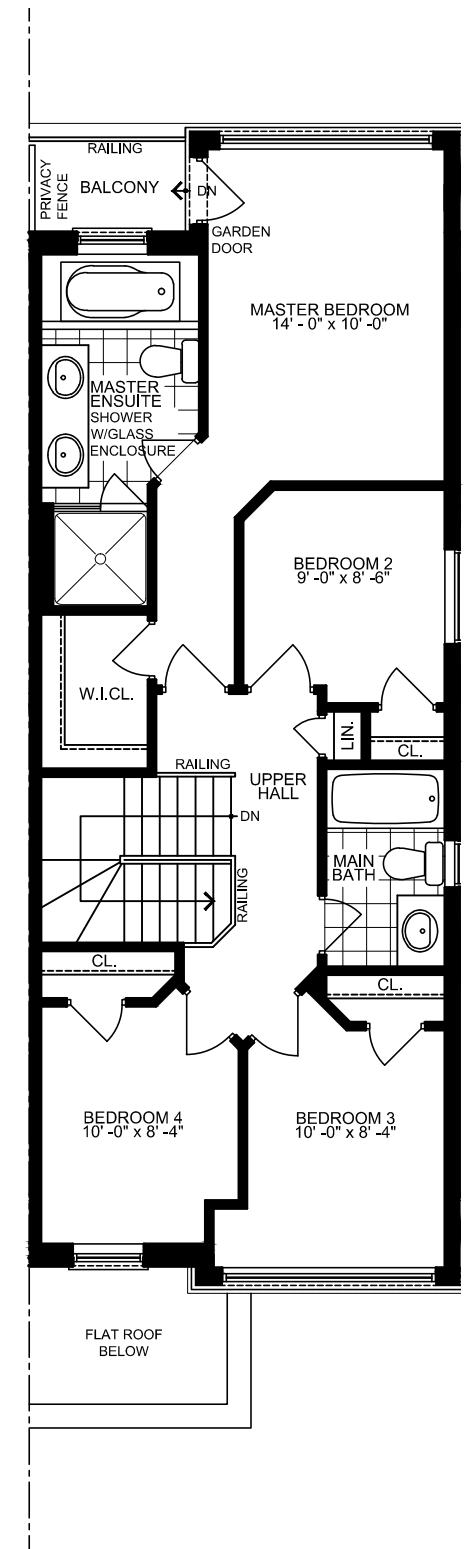 RAILING
PRIVACY
FENCE
BALCONY
DN
GARDEN
DOOR
MASTER BEDROOM
14' - 0" x 10' -0"
MASTER
ENSUITE
SHOWER
W/GLASS
ENCLOSURE
BEDROOM 2
9' -0" x 8' -6"
W.I.CL.
LIN.
CL.
RAILING
UPPER
HALL
DN
RAILING
MAIN
BATH
CL.
CL.
BEDROOM 4
10' -0" x 8' -4"
BEDROOM 3
10' -0" x 8' -4"
FLAT ROOF
BELOW